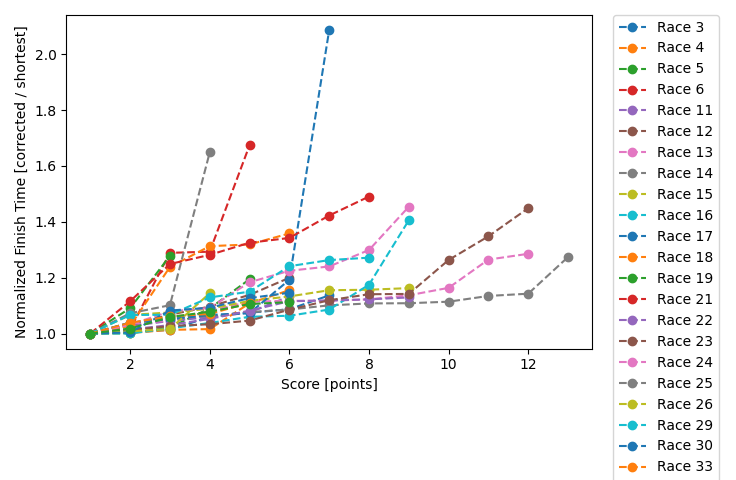 Normalized Finish Time [corrected / shortest]
2.0
1.8
1.6
1.4
1.2
1.0
2 4 6 8 10 12
Score [points]
Race 3
Race 4
Race 5
Race 6
Race 11
Race 12
Race 13
Race 14
Race 15
Race 16
Race 17
Race 18
Race 19
Race 21
Race 22
Race 23
Race 24
Race 25
Race 26
Race 29
Race 30
Race 33